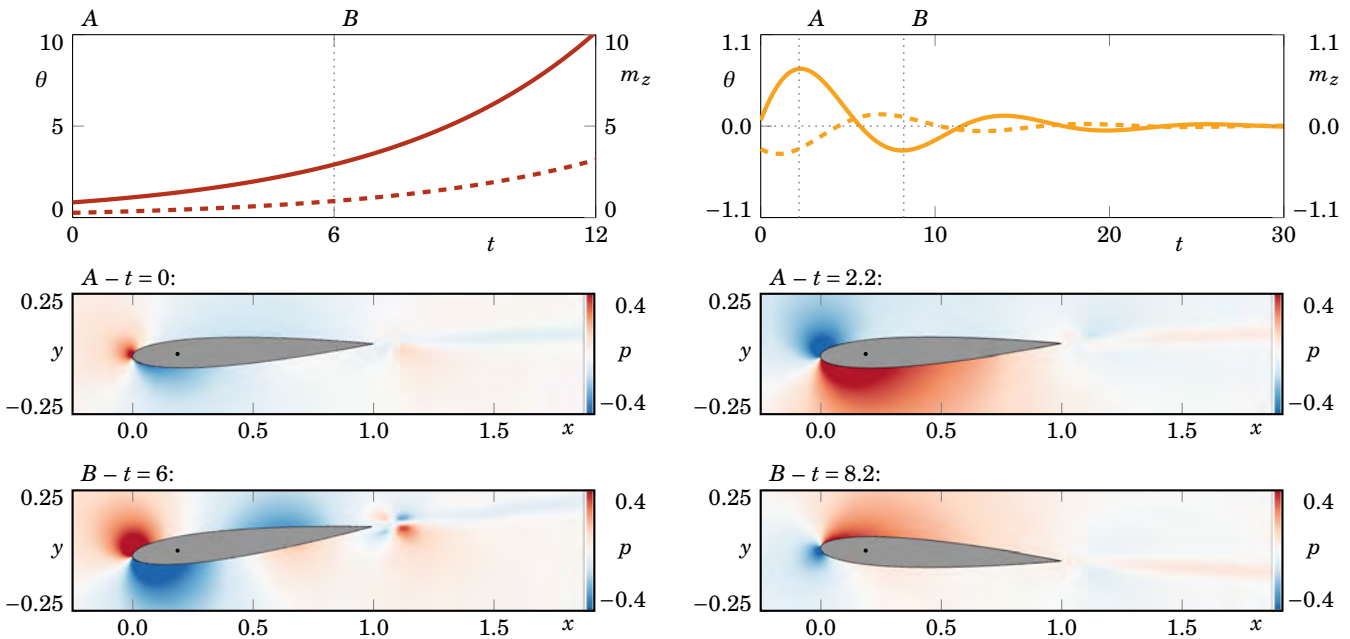 A B
10 10
θ m_z
5 5
0 0
0 6 t 12
A B
1.1 1.1
θ m_z
0.0 0.0
−1.1 −1.1
0 10 20 t 30
A − t = 0:
0.25 0.4
y p
−0.25 −0.4
0.0 0.5 1.0 1.5 x
A − t = 2.2:
0.25 0.4
y p
−0.25 −0.4
0.0 0.5 1.0 1.5 x
B − t = 6:
0.25 0.4
y p
−0.25 −0.4
0.0 0.5 1.0 1.5 x
B − t = 8.2:
0.25 0.4
y p
−0.25 −0.4
0.0 0.5 1.0 1.5 x